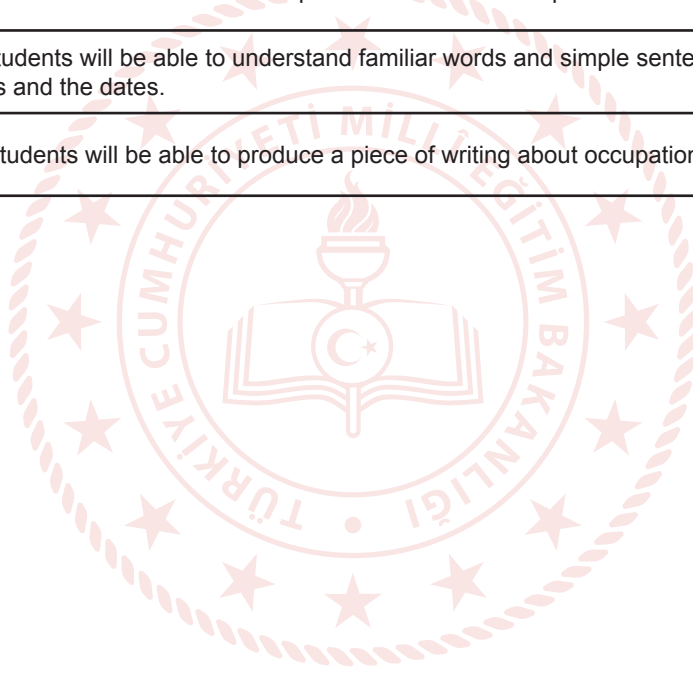 tudents will be able to understand familiar words and simple sente
s and the dates.
tudents will be able to produce a piece of writing about occupation
TÜRKİYE CUMHURİYETİ MİLLÎ EĞİTİM BAKANLIĞI